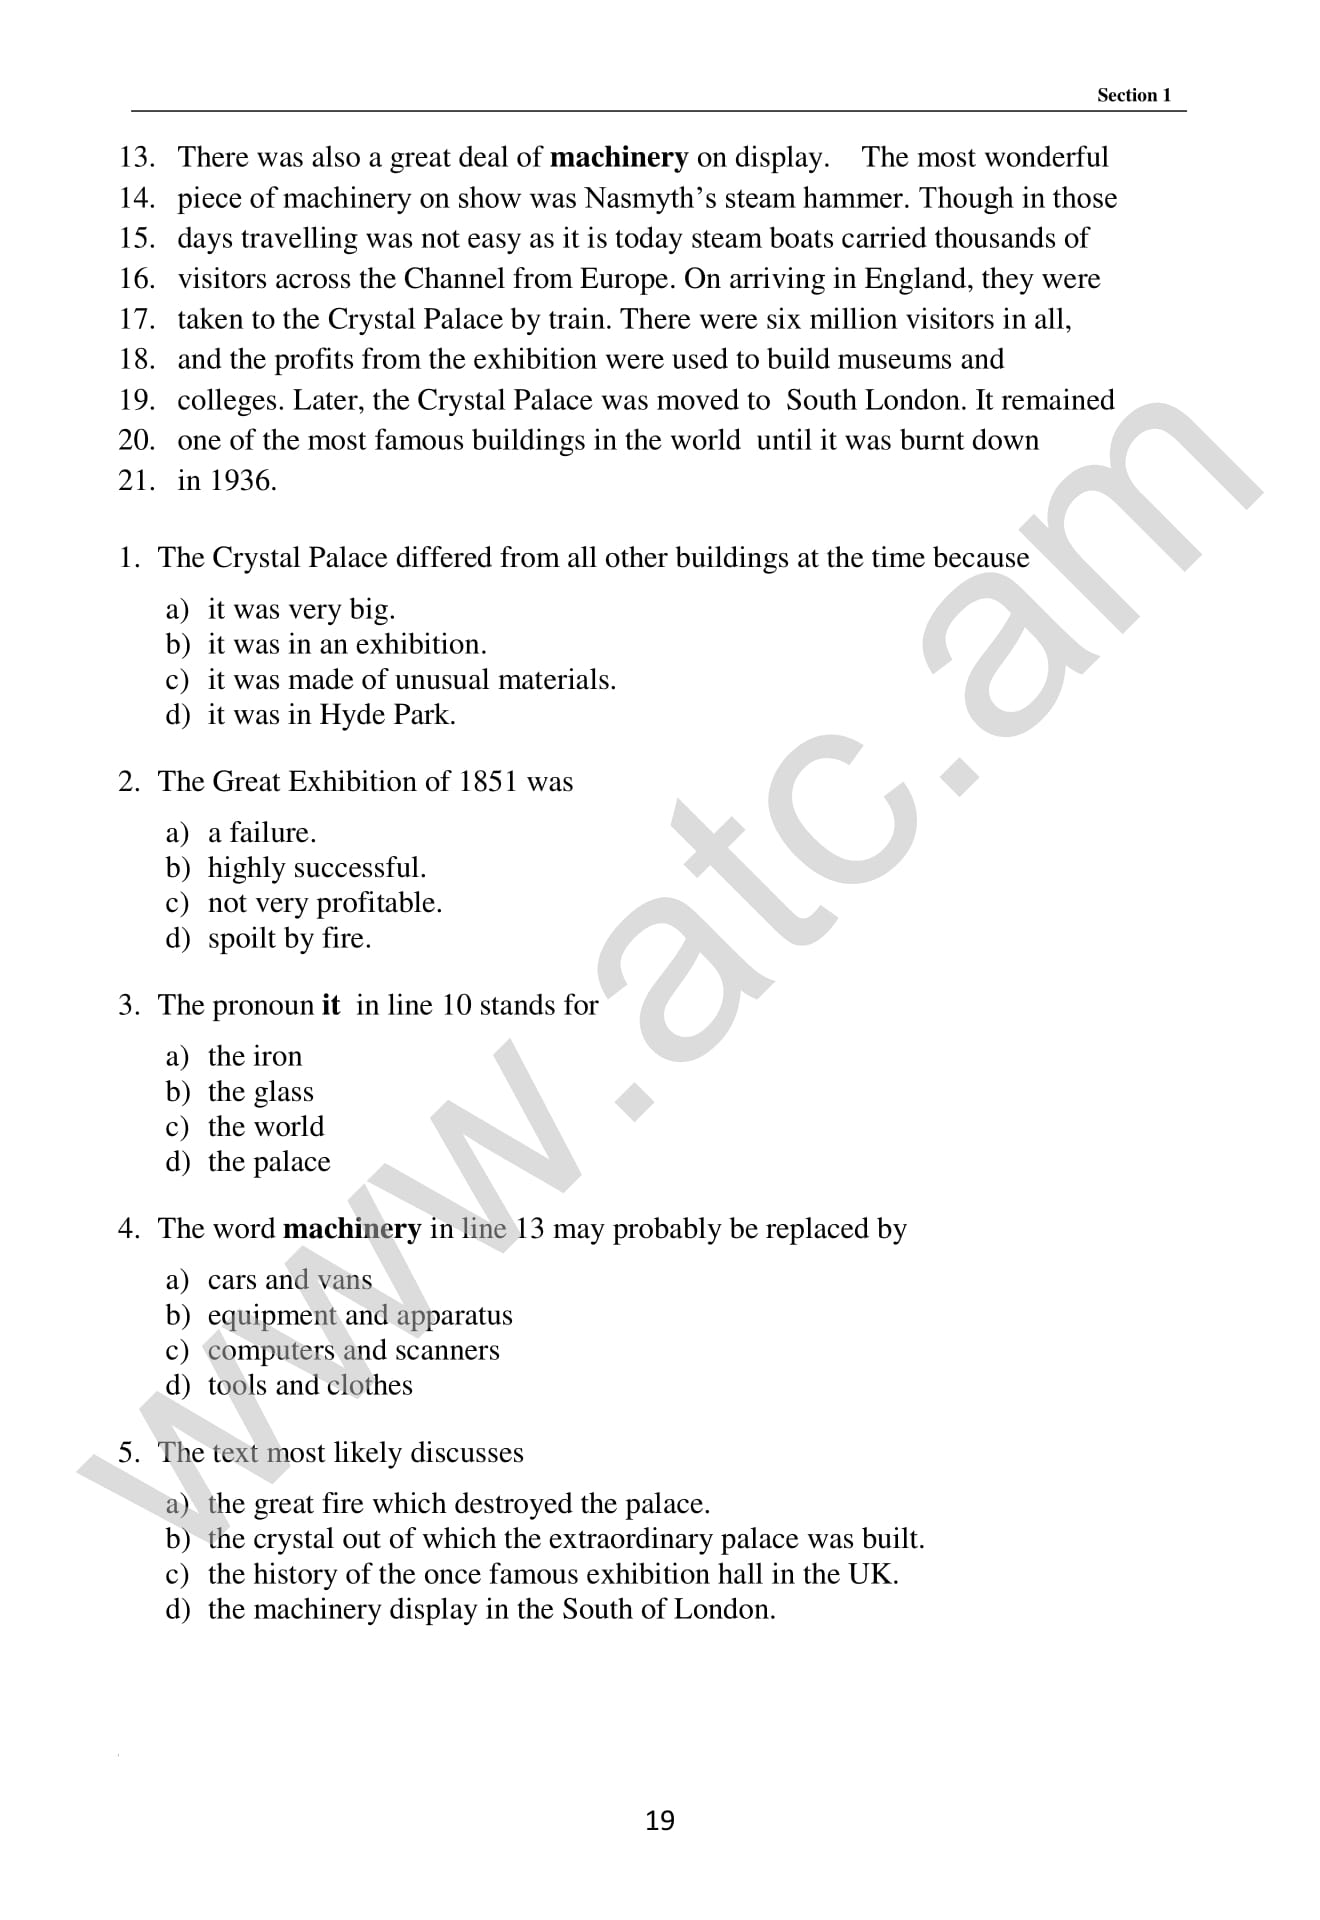 Section 1
13. There was also a great deal of machinery on display. The most wonderful
14. piece of machinery on show was Nasmyth’s steam hammer. Though in those
15. days travelling was not easy as it is today steam boats carried thousands of
16. visitors across the Channel from Europe. On arriving in England, they were
17. taken to the Crystal Palace by train. There were six million visitors in all,
18. and the profits from the exhibition were used to build museums and
19. colleges. Later, the Crystal Palace was moved to South London. It remained
20. one of the most famous buildings in the world until it was burnt down
21. in 1936.
1. The Crystal Palace differed from all other buildings at the time because
a) it was very big.
b) it was in an exhibition.
c) it was made of unusual materials.
d) it was in Hyde Park.
2. The Great Exhibition of 1851 was
a) a failure.
b) highly successful.
c) not very profitable.
d) spoilt by fire.
3. The pronoun it in line 10 stands for
a) the iron
b) the glass
c) the world
d) the palace
4. The word machinery in line 13 may probably be replaced by
a) cars and vans
b) equipment and apparatus
c) computers and scanners
d) tools and clothes
5. The text most likely discusses
a) the great fire which destroyed the palace.
b) the crystal out of which the extraordinary palace was built.
c) the history of the once famous exhibition hall in the UK.
d) the machinery display in the South of London.
19
www.atc.am